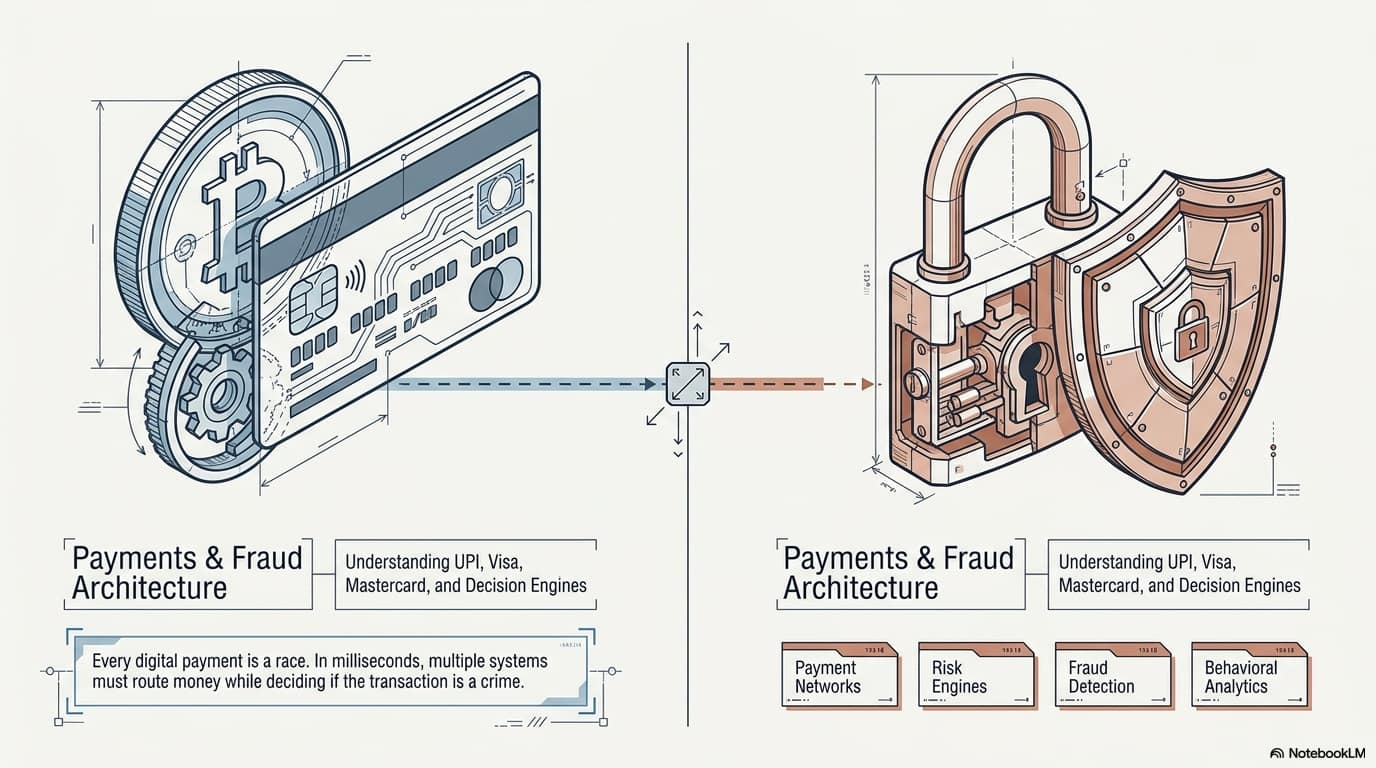 Payments & Fraud
Architecture
Understanding UPI, Visa,
Mastercard, and Decision Engines
Every digital payment is a race. In milliseconds, multiple systems
must route money while deciding if the transaction is a crime.
Payments & Fraud
Architecture
Understanding UPI, Visa,
Mastercard, and Decision Engines
Payment
Networks
Risk
Engines
Fraud
Detection
Behavioral
Analytics
NotebookLM